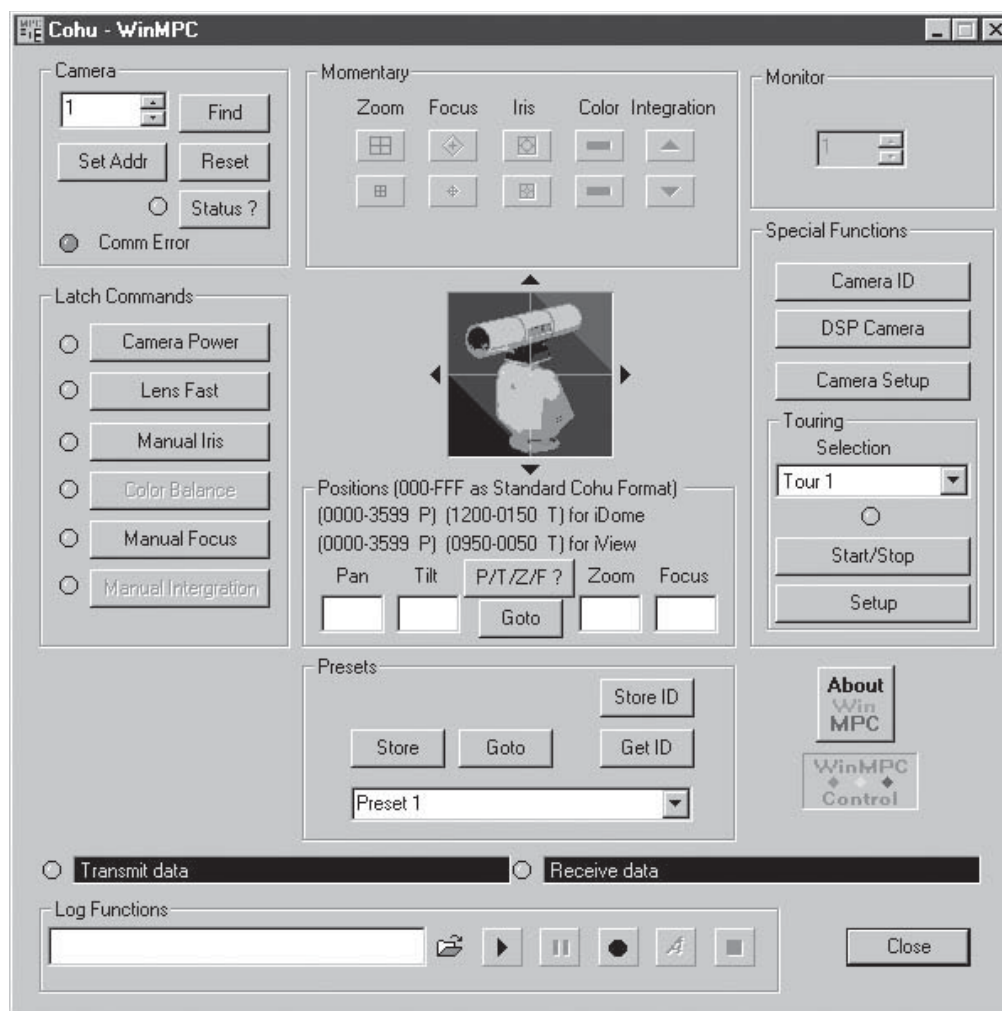 Cohu - WinMPC
Camera
1
Find
Set Addr
Reset
Status ?
Comm Error
Momentary
Zoom Focus Iris Color Integration
Monitor
1
Latch Commands
Camera Power
Lens Fast
Manual Iris
Color Balance
Manual Focus
Manual Intergration
Positions (000-FFF as Standard Cohu Format)
(0000-3599 P) (1200-0150 T) for iDome
(0000-3599 P) (0950-0050 T) for iView
Pan Tilt P/T/Z/F ? Zoom Focus
Goto
Special Functions
Camera ID
DSP Camera
Camera Setup
Touring
Selection
Tour 1
Start/Stop
Setup
Presets
Store ID
Store Goto Get ID
Preset 1
About
Win
MPC
WinMPC
Control
Transmit data
Receive data
Log Functions
A
Close